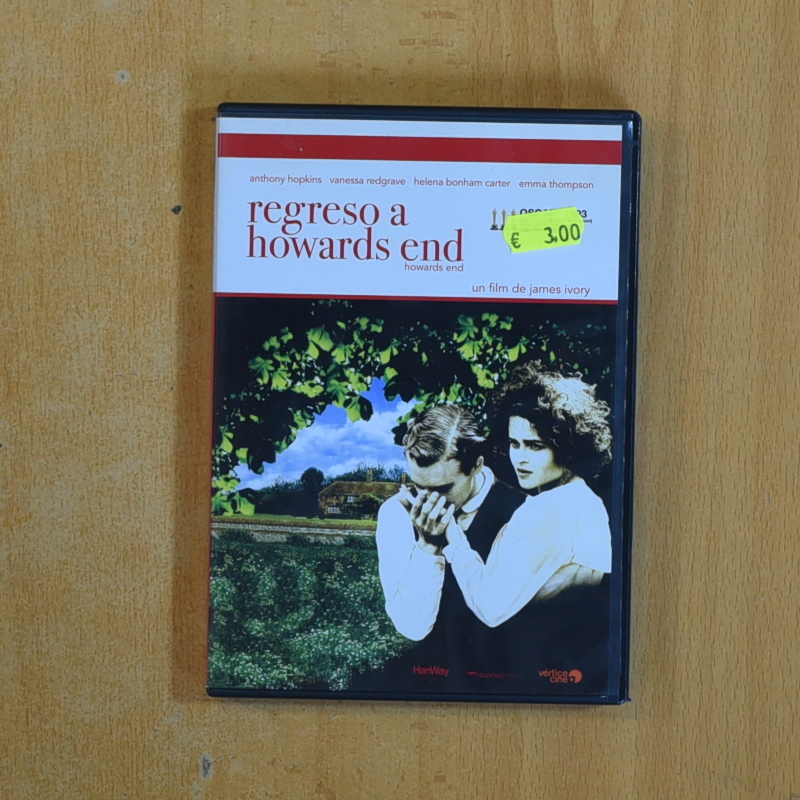 anthony hopkins vanessa redgrave helena bonham carter emma thompson
regreso a
howards end
howards end
€ 3,00
un film de james ivory
HanWay
vértice
cine